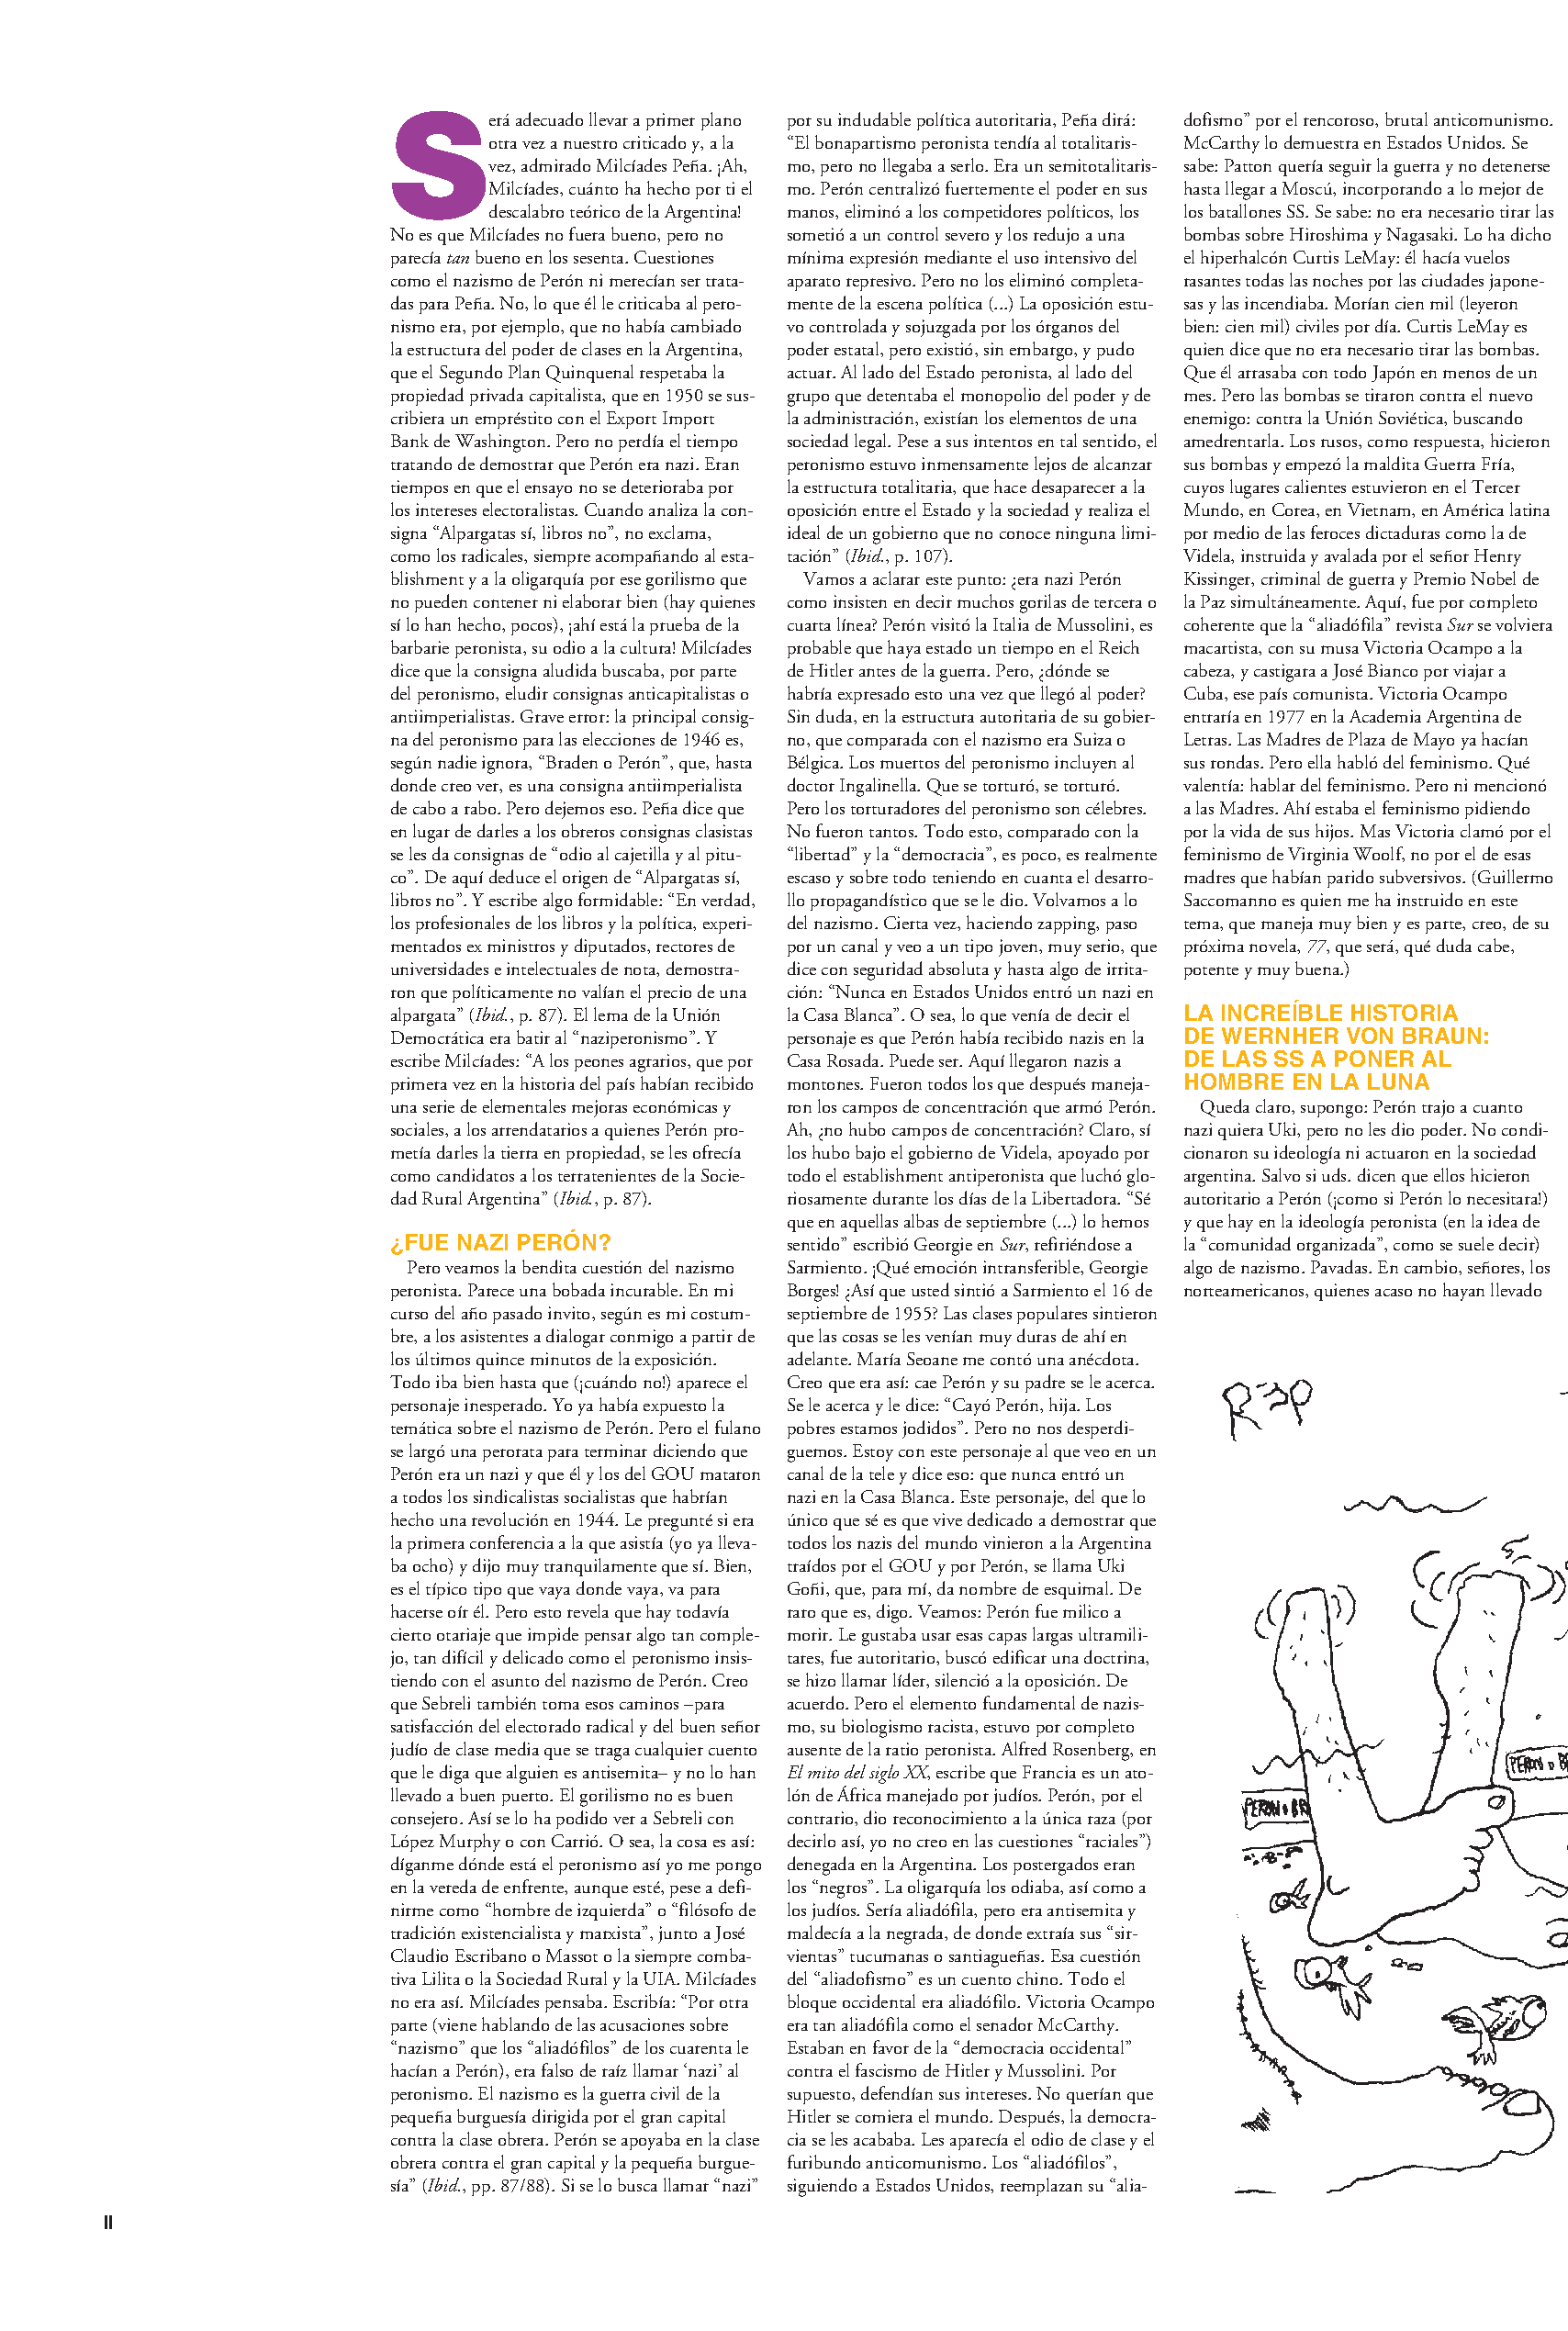 Será adecuado llevar a primer plano
otra vez a nuestro criticado y, a la
vez, admirado Milcíades Peña. ¡Ah,
Milcíades, cuánto ha hecho por ti el
descalabro teórico de la Argentina!
No es que Milcíades no fuera bueno, pero no
parecía tan bueno en los sesenta. Cuestiones
como el nazismo de Perón ni merecían ser trata-
das para Peña. No, lo que él le criticaba al pero-
nismo era, por ejemplo, que no había cambiado
la estructura del poder de clases en la Argentina,
que el Segundo Plan Quinquenal respetaba la
propiedad privada capitalista, que en 1950 se sus-
cribiera un empréstito con el Export Import
Bank de Washington. Pero no perdía el tiempo
tratando de demostrar que Perón era nazi. Eran
tiempos en que el ensayo no se deterioraba por
los intereses electoralistas. Cuando analiza la con-
signa “Alpargatas sí, libros no”, no exclama,
como los radicales, siempre acompañando al esta-
blishment y a la oligarquía por ese gorilismo que
no pueden contener ni elaborar bien (hay quienes
sí lo han hecho, pocos), ¡ahí está la prueba de la
barbarie peronista, su odio a la cultura! Milcíades
dice que la consigna aludida buscaba, por parte
del peronismo, eludir consignas anticapitalistas o
antiimperialistas. Grave error: la principal consig-
na del peronismo para las elecciones de 1946 es,
según nadie ignora, “Braden o Perón”, que, hasta
donde creo ver, es una consigna antiimperialista
de cabo a rabo. Pero dejemos eso. Peña dice que
en lugar de darles a los obreros consignas clasistas
se les da consignas de “odio al cajetilla y al pitu-
co”. De aquí deduce el origen de “Alpargatas sí,
libros no”. Y escribe algo formidable: “En verdad,
los profesionales de los libros y la política, experi-
mentados ex ministros y diputados, rectores de
universidades e intelectuales de nota, demostra-
ron que políticamente no valían el precio de una
alpargata” (Ibid., p. 87). El lema de la Unión
Democrática era batir al “naziperonismo”. Y
escribe Milcíades: “A los peones agrarios, que por
primera vez en la historia del país habían recibido
una serie de elementales mejoras económicas y
sociales, a los arrendatarios a quienes Perón pro-
metía darles la tierra en propiedad, se les ofrecía
como candidatos a los terratenientes de la Socie-
dad Rural Argentina” (Ibid., p. 87).
¿FUE NAZI PERÓN?
Pero veamos la bendita cuestión del nazismo
peronista. Parece una bobada incurable. En mi
curso del año pasado invito, según es mi costum-
bre, a los asistentes a dialogar conmigo a partir de
los últimos quince minutos de la exposición.
Todo iba bien hasta que (¡cuándo no!) aparece el
personaje inesperado. Yo ya había expuesto la
temática sobre el nazismo de Perón. Pero el fulano
se largó una perorata para terminar diciendo que
Perón era un nazi y que él y los del GOU mataron
a todos los sindicalistas socialistas que habrían
hecho una revolución en 1944. Le pregunté si era
la primera conferencia a la que asistía (yo ya lleva-
ba ocho) y dijo muy tranquilamente que sí. Bien,
es el típico tipo que vaya donde vaya, va para
hacerse oír él. Pero esto revela que hay todavía
cierto otariaje que impide pensar algo tan comple-
jo, tan difícil y delicado como el peronismo insis-
tiendo con el asunto del nazismo de Perón. Creo
que Sebreli también toma esos caminos –para
satisfacción del electorado radical y del buen señor
judío de clase media que se traga cualquier cuento
que le diga que alguien es antisemita– y no lo han
llevado a buen puerto. El gorilismo no es buen
consejero. Así se lo ha podido ver a Sebreli con
López Murphy o con Carrió. O sea, la cosa es así:
díganme dónde está el peronismo así yo me pongo
en la vereda de enfrente, aunque esté, pese a defi-
nirme como “hombre de izquierda” o “filósofo de
tradición existencialista y marxista”, junto a José
Claudio Escribano o Massot o la siempre comba-
tiva Lilita o la Sociedad Rural y la UIA. Milcíades
no era así. Milcíades pensaba. Escribía: “Por otra
parte (viene hablando de las acusaciones sobre
“nazismo” que los “aliadófilos” de los cuarenta le
hacían a Perón), era falso de raíz llamar ‘nazi’ al
peronismo. El nazismo es la guerra civil de la
pequeña burguesía dirigida por el gran capital
contra la clase obrera. Perón se apoyaba en la clase
obrera contra el gran capital y la pequeña burgue-
sía” (Ibid., pp. 87/88). Si se lo busca llamar “nazi”
por su indudable política autoritaria, Peña dirá:
“El bonapartismo peronista tendía al totalitaris-
mo, pero no llegaba a serlo. Era un semitotalitaris-
mo. Perón centralizó fuertemente el poder en sus
manos, eliminó a los competidores políticos, los
sometió a un control severo y los redujo a una
mínima expresión mediante el uso intensivo del
aparato represivo. Pero no los eliminó completa-
mente de la escena política (...) La oposición estu-
vo controlada y sojuzgada por los órganos del
poder estatal, pero existió, sin embargo, y pudo
actuar. Al lado del Estado peronista, al lado del
grupo que detentaba el monopolio del poder y de
la administración, existían los elementos de una
sociedad legal. Pese a sus intentos en tal sentido, el
peronismo estuvo inmensamente lejos de alcanzar
la estructura totalitaria, que hace desaparecer a la
oposición entre el Estado y la sociedad y realiza el
ideal de un gobierno que no conoce ninguna limi-
tación” (Ibid., p. 107).
Vamos a aclarar este punto: ¿era nazi Perón
como insisten en decir muchos gorilas de tercera o
cuarta línea? Perón visitó la Italia de Mussolini, es
probable que haya estado un tiempo en el Reich
de Hitler antes de la guerra. Pero, ¿dónde se
habría expresado esto una vez que llegó al poder?
Sin duda, en la estructura autoritaria de su gobier-
no, que comparada con el nazismo era Suiza o
Bélgica. Los muertos del peronismo incluyen al
doctor Ingalinella. Que se torturó, se torturó.
Pero los torturadores del peronismo son célebres.
No fueron tantos. Todo esto, comparado con la
“libertad” y la “democracia”, es poco, es realmente
escaso y sobre todo teniendo en cuanta el desarro-
llo propagandístico que se le dio. Volvamos a lo
del nazismo. Cierta vez, haciendo zapping, paso
por un canal y veo a un tipo joven, muy serio, que
dice con seguridad absoluta y hasta algo de irrita-
ción: “Nunca en Estados Unidos entró un nazi en
la Casa Blanca”. O sea, lo que venía de decir el
personaje es que Perón había recibido nazis en la
Casa Rosada. Puede ser. Aquí llegaron nazis a
montones. Fueron todos los que después maneja-
ron los campos de concentración que armó Perón.
Ah, ¿no hubo campos de concentración? Claro, sí
los hubo bajo el gobierno de Videla, apoyado por
todo el establishment antiperonista que luchó glo-
riosamente durante los días de la Libertadora. “Sé
que en aquellas albas de septiembre (...) lo hemos
sentido” escribió Georgie en Sur, refiriéndose a
Sarmiento. ¡Qué emoción intransferible, Georgie
Borges! ¿Así que usted sintió a Sarmiento el 16 de
septiembre de 1955? Las clases populares sintieron
que las cosas se les venían muy duras de ahí en
adelante. María Seoane me contó una anécdota.
Creo que era así: cae Perón y su padre se le acerca.
Se le acerca y le dice: “Cayó Perón, hija. Los
pobres estamos jodidos”. Pero no nos desperdi-
guemos. Estoy con este personaje al que veo en un
canal de la tele y dice eso: que nunca entró un
nazi en la Casa Blanca. Este personaje, del que lo
único que sé es que vive dedicado a demostrar que
todos los nazis del mundo vinieron a la Argentina
traídos por el GOU y por Perón, se llama Uki
Goñi, que, para mí, da nombre de esquimal. De
raro que es, digo. Veamos: Perón fue milico a
morir. Le gustaba usar esas capas largas ultramili-
tares, fue autoritario, buscó edificar una doctrina,
se hizo llamar líder, silenció a la oposición. De
acuerdo. Pero el elemento fundamental de nazis-
mo, su biologismo racista, estuvo por completo
ausente de la ratio peronista. Alfred Rosenberg, en
El mito del siglo XX, escribe que Francia es un ato-
lón de África manejado por judíos. Perón, por el
contrario, dio reconocimiento a la única raza (por
decirlo así, yo no creo en las cuestiones “raciales”)
denegada en la Argentina. Los postergados eran
los “negros”. La oligarquía los odiaba, así como a
los judíos. Sería aliadófila, pero era antisemita y
maldecía a la negrada, de donde extraía sus “sir-
vientas” tucumanas o santiagueñas. Esa cuestión
del “aliadofismo” es un cuento chino. Todo el
bloque occidental era aliadófilo. Victoria Ocampo
era tan aliadófila como el senador McCarthy.
Estaban en favor de la “democracia occidental”
contra el fascismo de Hitler y Mussolini. Por
supuesto, defendían sus intereses. No querían que
Hitler se comiera el mundo. Después, la democra-
cia se les acababa. Les aparecía el odio de clase y el
furibundo anticomunismo. Los “aliadófilos”,
siguiendo a Estados Unidos, reemplazan su “alia-
dofismo” por el rencoroso, brutal anticomunismo.
McCarthy lo demuestra en Estados Unidos. Se
sabe: Patton quería seguir la guerra y no detenerse
hasta llegar a Moscú, incorporando a lo mejor de
los batallones SS. Se sabe: no era necesario tirar las
bombas sobre Hiroshima y Nagasaki. Lo ha dicho
el hiperhalcón Curtis LeMay: él hacía vuelos
rasantes todas las noches por las ciudades japone-
sas y las incendiaba. Morían cien mil (leyeron
bien: cien mil) civiles por día. Curtis LeMay es
quien dice que no era necesario tirar las bombas.
Que él arrasaba con todo Japón en menos de un
mes. Pero las bombas se tiraron contra el nuevo
enemigo: contra la Unión Soviética, buscando
amedrentarla. Los rusos, como respuesta, hicieron
sus bombas y empezó la maldita Guerra Fría,
cuyos lugares calientes estuvieron en el Tercer
Mundo, en Corea, en Vietnam, en América latina
por medio de las feroces dictaduras como la de
Videla, instruida y avalada por el señor Henry
Kissinger, criminal de guerra y Premio Nobel de
la Paz simultáneamente. Aquí, fue por completo
coherente que la “aliadófila” revista Sur se volviera
macartista, con su musa Victoria Ocampo a la
cabeza, y castigara a José Bianco por viajar a
Cuba, ese país comunista. Victoria Ocampo
entraría en 1977 en la Academia Argentina de
Letras. Las Madres de Plaza de Mayo ya hacían
sus rondas. Pero ella habló del feminismo. Qué
valentía: hablar del feminismo. Pero ni mencionó
a las Madres. Ahí estaba el feminismo pidiendo
por la vida de sus hijos. Mas Victoria clamó por el
feminismo de Virginia Woolf, no por el de esas
madres que habían parido subversivos. (Guillermo
Saccomanno es quien me ha instruido en este
tema, que maneja muy bien y es parte, creo, de su
próxima novela, 77, que será, qué duda cabe,
potente y muy buena.)
LA INCREÍBLE HISTORIA
DE WERNHER VON BRAUN:
DE LAS SS A PONER AL
HOMBRE EN LA LUNA
Queda claro, supongo: Perón trajo a cuanto
nazi quiera Uki, pero no les dio poder. No condi-
cionaron su ideología ni actuaron en la sociedad
argentina. Salvo si uds. dicen que ellos hicieron
autoritario a Perón (¡como si Perón lo necesitara!)
y que hay en la ideología peronista (en la idea de
la “comunidad organizada”, como se suele decir)
algo de nazismo. Pavadas. En cambio, señores, los
norteamericanos, quienes acaso no hayan llevado
REP
PERON O B
PERON O BR
II